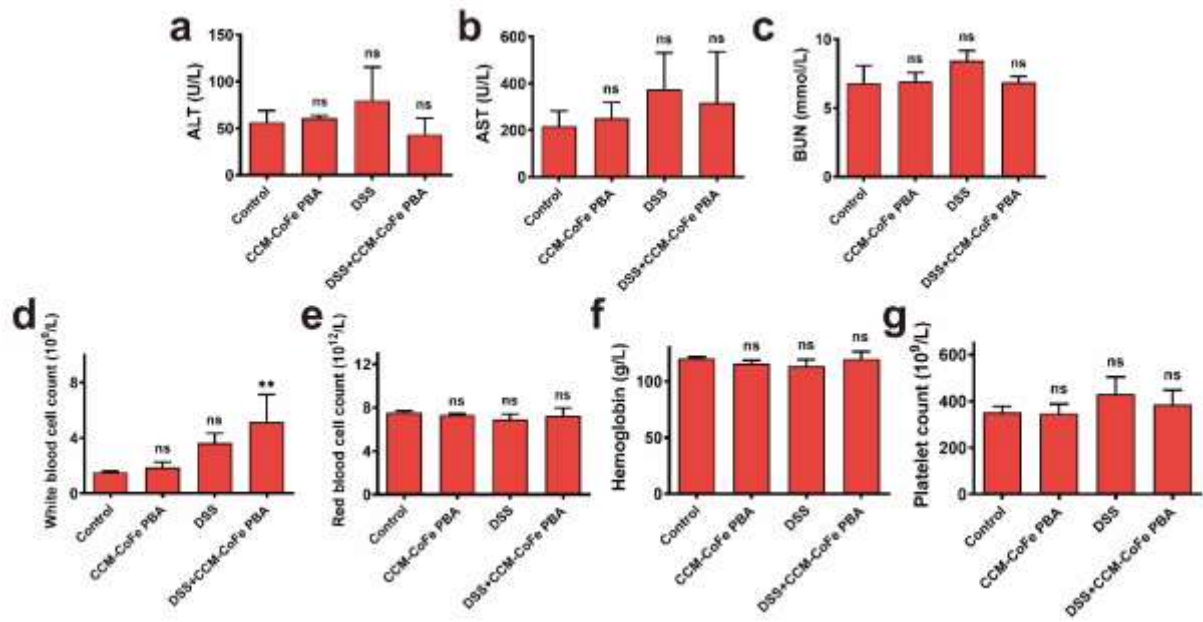 a
ALT (U/L)
150
100
50
0
ns
ns
ns
Control
CCM-CoFe PBA
DSS
DSS+CCM-CoFe PBA
b
AST (U/L)
600
400
200
0
ns
ns
ns
Control
CCM-CoFe PBA
DSS
DSS+CCM-CoFe PBA
c
BUN (mmol/L)
10
5
0
ns
ns
ns
Control
CCM-CoFe PBA
DSS
DSS+CCM-CoFe PBA
d
White blood cell count (10⁹/L)
8
4
0
ns
ns
**
Control
CCM-CoFe PBA
DSS
DSS+CCM-CoFe PBA
e
Red blood cell count (10¹²/L)
12
8
4
0
ns
ns
ns
Control
CCM-CoFe PBA
DSS
DSS+CCM-CoFe PBA
f
Hemoglobin (g/L)
100
50
0
ns
ns
ns
Control
CCM-CoFe PBA
DSS
DSS+CCM-CoFe PBA
g
Platelet count (10⁹/L)
600
400
200
0
ns
ns
ns
Control
CCM-CoFe PBA
DSS
DSS+CCM-CoFe PBA